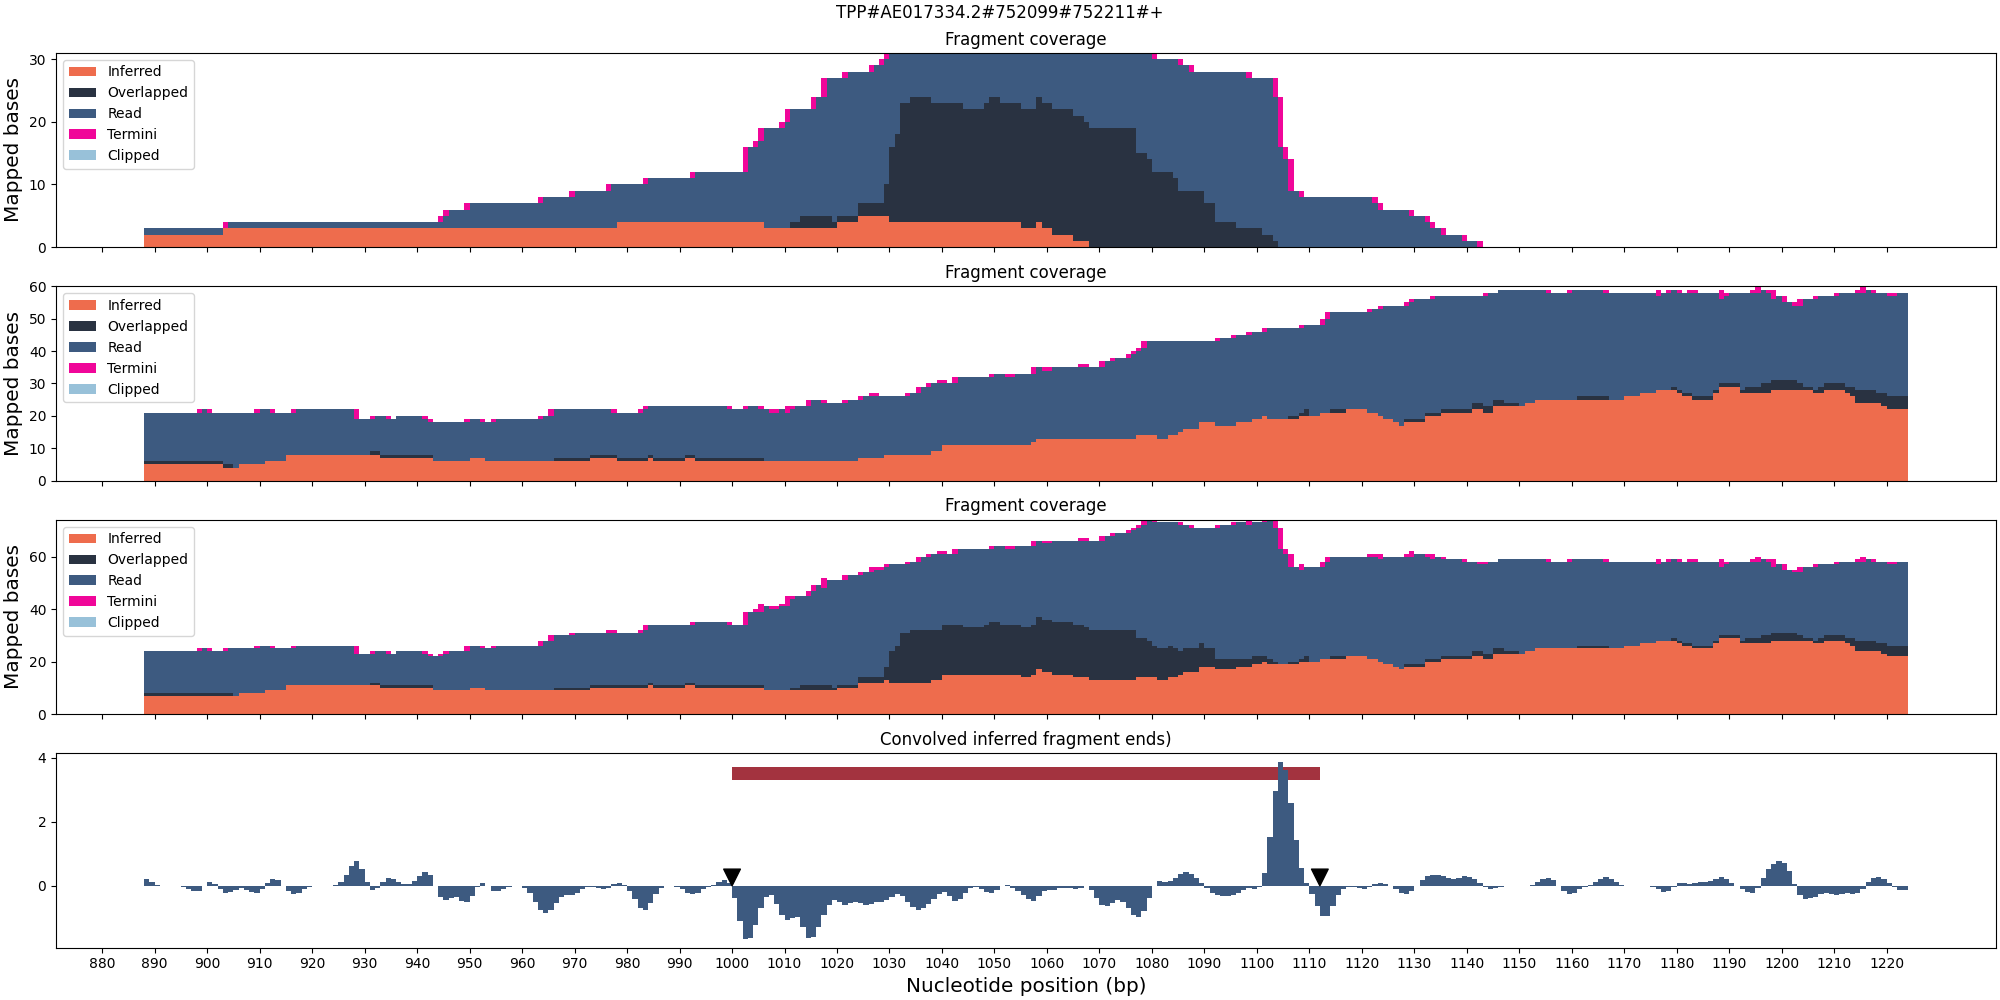 TPP#AE017334.2#752099#752211#+
Fragment coverage
Mapped bases
30
20
10
0
Inferred
Overlapped
Read
Termini
Clipped
Fragment coverage
Mapped bases
60
50
40
30
20
10
0
Inferred
Overlapped
Read
Termini
Clipped
Fragment coverage
Mapped bases
60
40
20
0
Inferred
Overlapped
Read
Termini
Clipped
Convolved inferred fragment ends)
4
2
0
880 890 900 910 920 930 940 950 960 970 980 990 1000 1010 1020 1030 1040 1050 1060 1070 1080 1090 1100 1110 1120 1130 1140 1150 1160 1170 1180 1190 1200 1210 1220
Nucleotide position (bp)